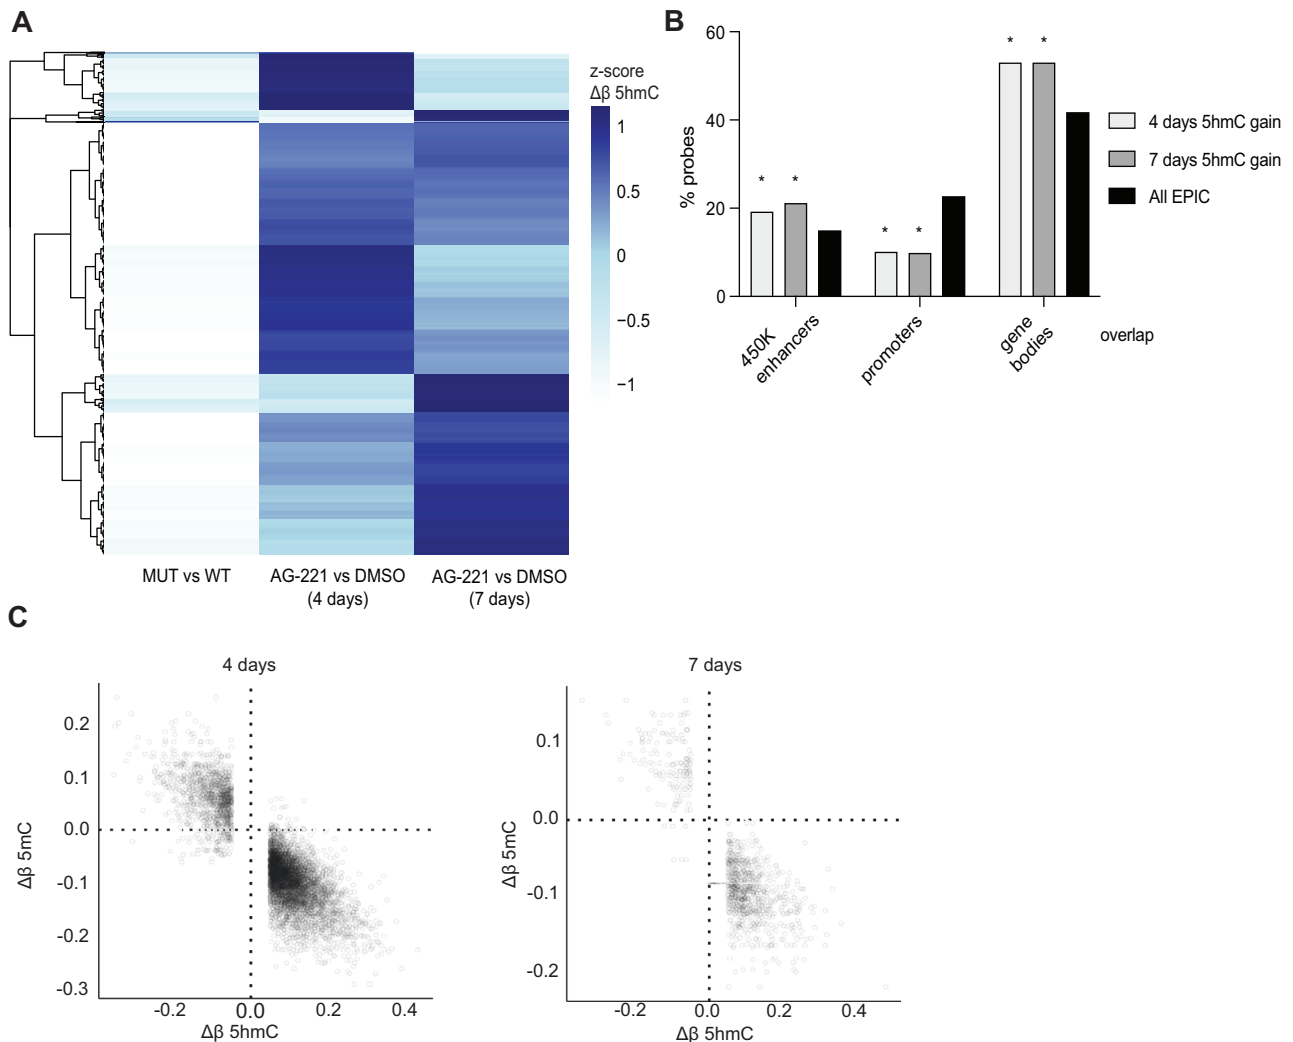 A
z-score
Δβ 5hmC
1
0.5
0
−0.5
−1
MUT vs WT
AG-221 vs DMSO
(4 days)
AG-221 vs DMSO
(7 days)
B
60
40
20
0
% probes
* *
* *
* *
450K
enhancers
promoters
gene
bodies
overlap
4 days 5hmC gain
7 days 5hmC gain
All EPIC
C
4 days
0.2
0.1
0.0
-0.1
-0.2
-0.3
Δβ 5mC
-0.2 0.0 0.2 0.4
Δβ 5hmC
7 days
0.1
0.0
-0.1
-0.2
Δβ 5mC
-0.2 0.0 0.2 0.4
Δβ 5hmC